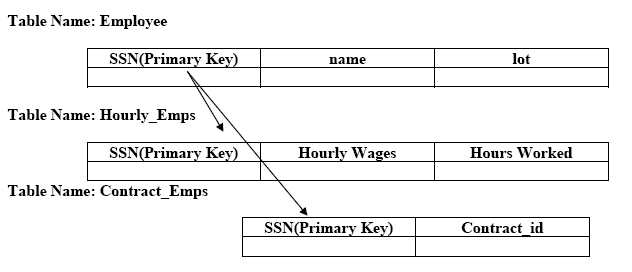 Table Name: Employee
SSN(Primary Key) name lot
Table Name: Hourly_Emps
SSN(Primary Key) Hourly Wages Hours Worked
Table Name: Contract_Emps
SSN(Primary Key) Contract_id